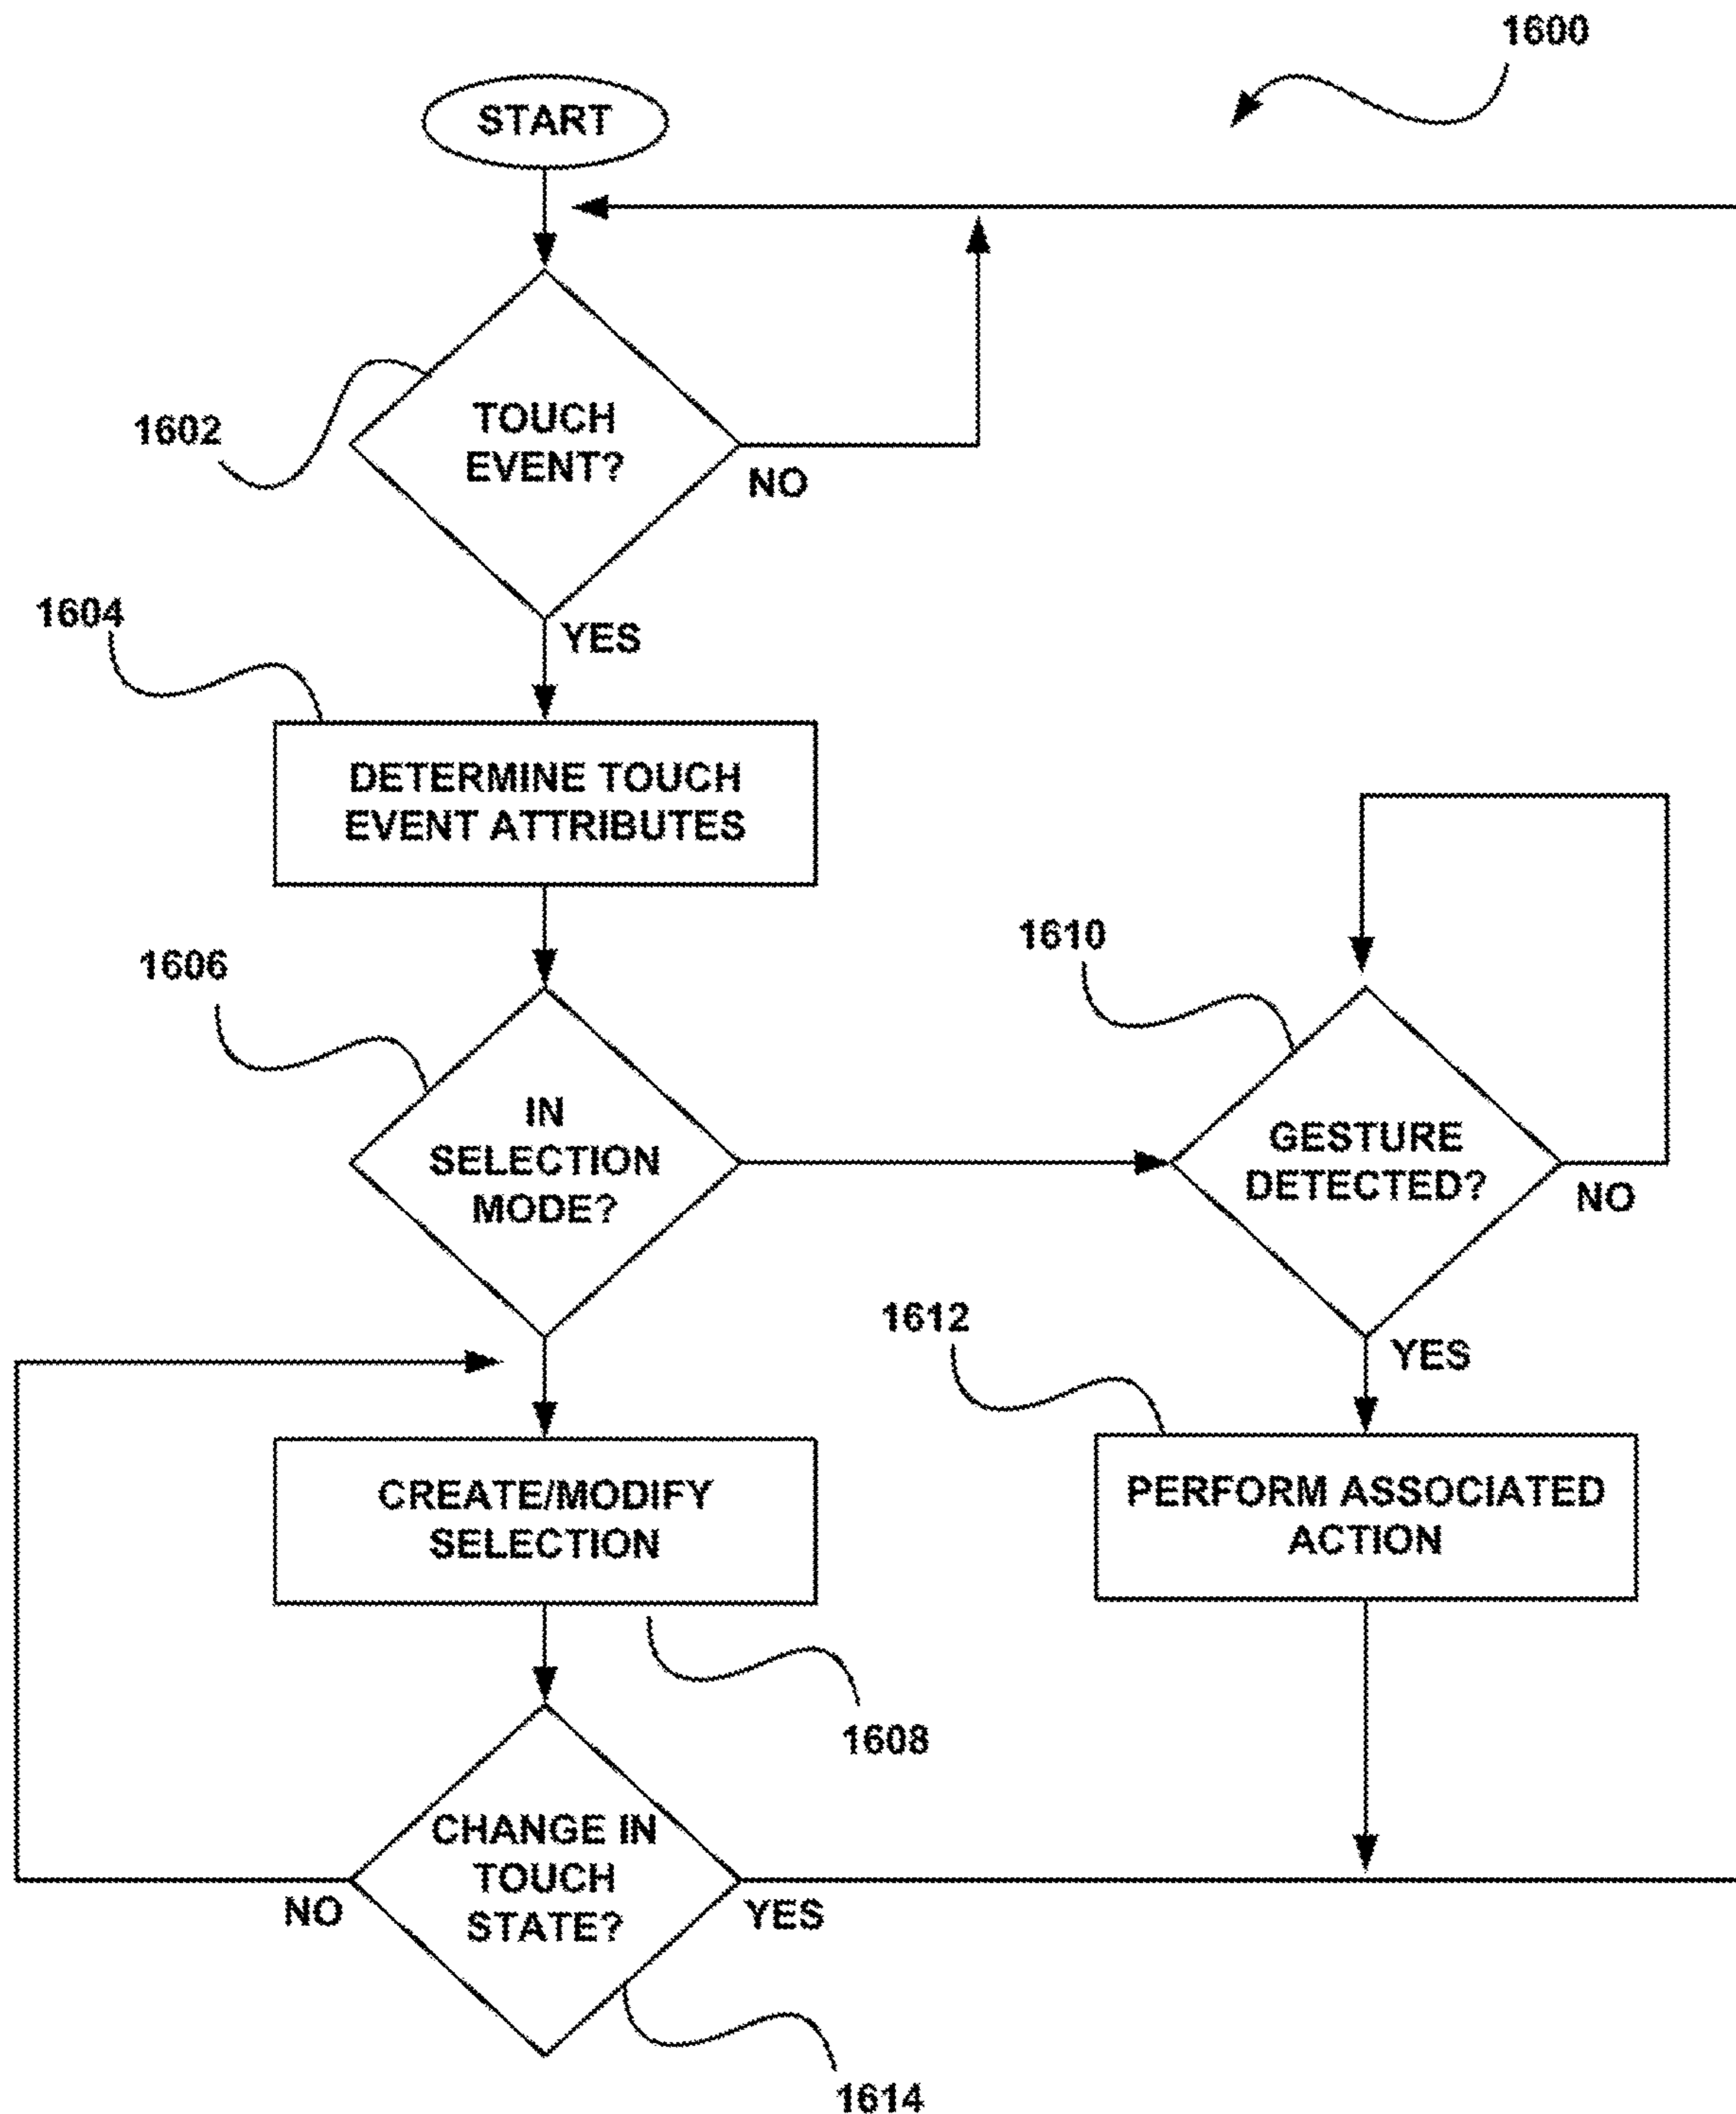 1600
START
1602
TOUCH
EVENT?
NO
1604
YES
DETERMINE TOUCH
EVENT ATTRIBUTES
1606
IN
SELECTION
MODE?
1610
GESTURE
DETECTED?
NO
1612
YES
CREATE/MODIFY
SELECTION
PERFORM ASSOCIATED
ACTION
1608
CHANGE IN
TOUCH
STATE?
NO
YES
1614